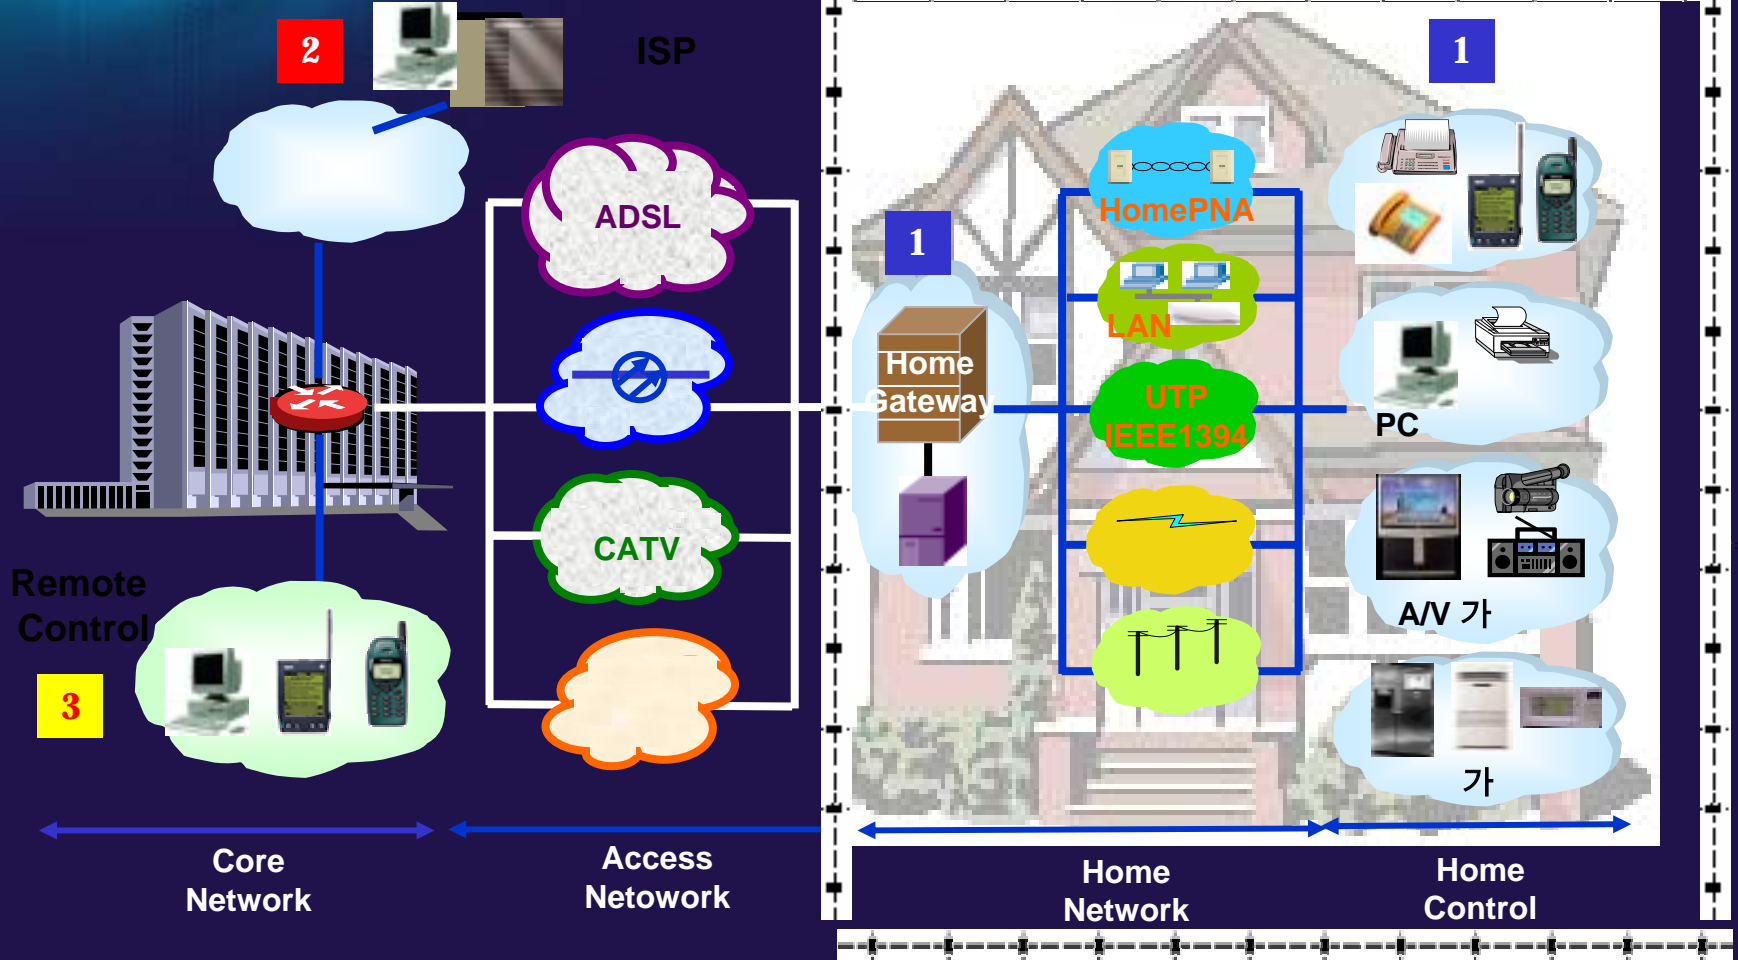 2
ISP
1
ADSL
HomePNA
1
LAN
Home
Gateway
UTP
IEEE1394
PC
CATV
Remote
Control
A/V 가
3
가
Core
Network
Access
Netowork
Home
Network
Home
Control